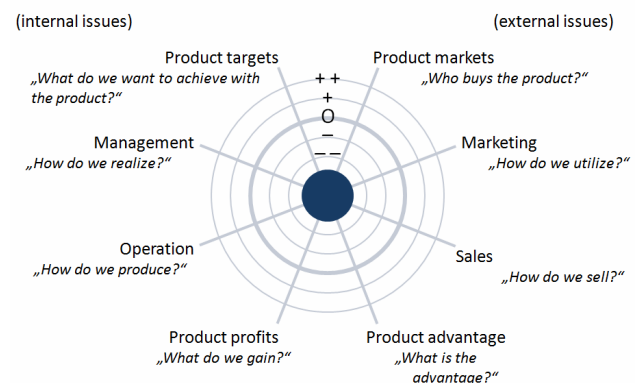 (internal issues)
(external issues)
Product targets
„What do we want to achieve with
the product?“
Product markets
„Who buys the product?“
+ +
+
O
–
– –
Management
„How do we realize?“
Marketing
„How do we utilize?“
Operation
„How do we produce?“
Sales
„How do we sell?“
Product profits
„What do we gain?“
Product advantage
„What is the
advantage?“